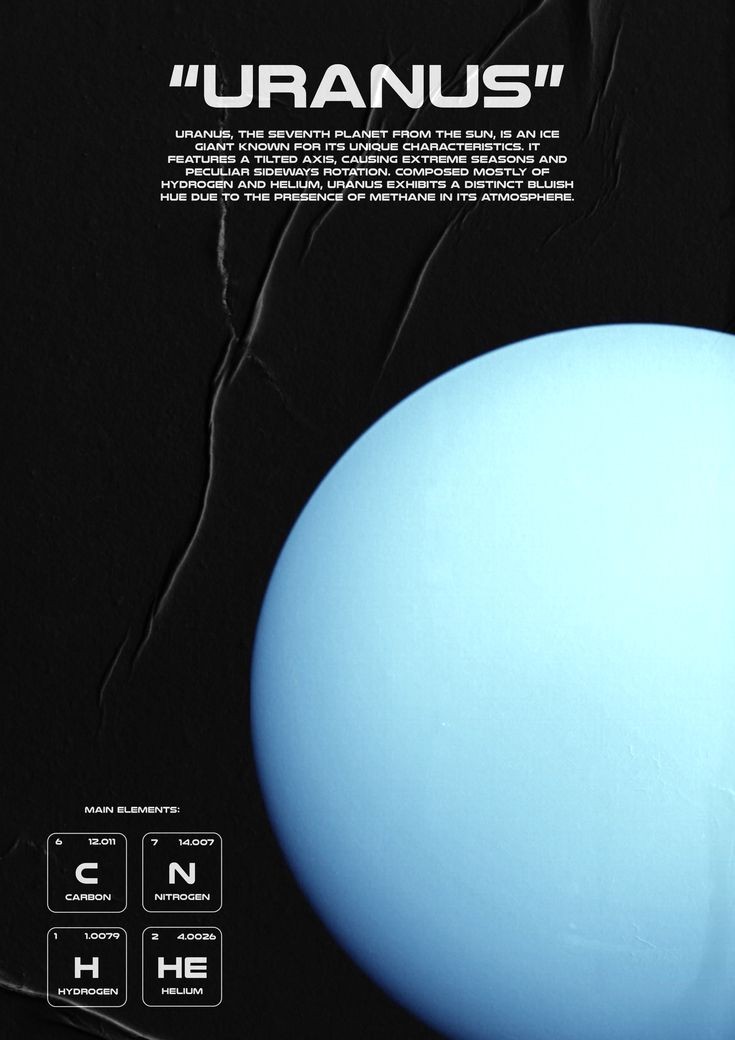 “URANUS”
URANUS, THE SEVENTH PLANET FROM THE SUN, IS AN ICE
GIANT KNOWN FOR ITS UNIQUE CHARACTERISTICS. IT
FEATURES A TILTED AXIS, CAUSING EXTREME SEASONS AND
PECULIAR SIDEWAYS ROTATION. COMPOSED MOSTLY OF
HYDROGEN AND HELIUM, URANUS EXHIBITS A DISTINCT BLUISH
HUE DUE TO THE PRESENCE OF METHANE IN ITS ATMOSPHERE.
MAIN ELEMENTS:
6 12.011
C
CARBON
7 14.007
N
NITROGEN
1 1.0079
H
HYDROGEN
2 4.0026
HE
HELIUM